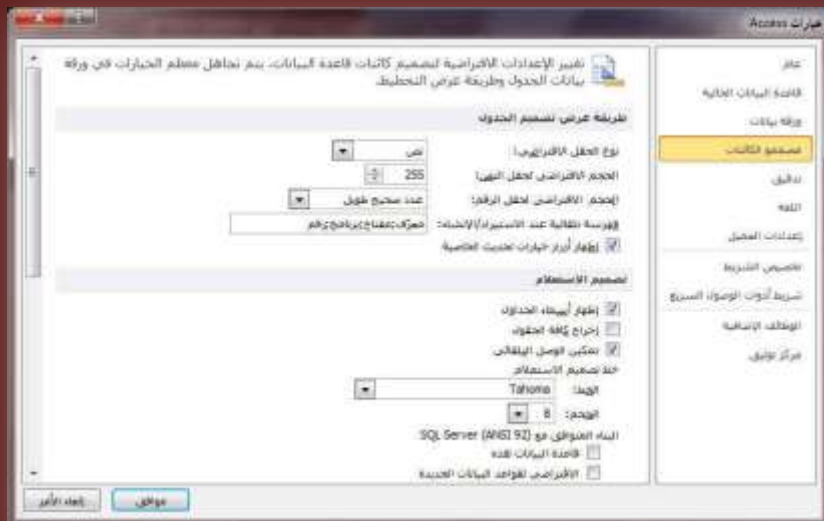 خيارات Access
عام
قاعدة البيانات الحالية
ورقة بيانات
مصممو الكائنات
تدقيق
اللغة
إعدادات العميل
تخصيص الشريط
شريط أدوات الوصول السريع
الوظائف الإضافية
مركز توثيق
تغيير الإعدادات الافتراضية لتصميم كائنات قاعدة البيانات. يتم تجاهل معظم الخيارات في ورقة
بيانات الجدول وطريقة عرض التخطيط.
طريقة عرض تصميم الجدول
نوع الحقل الافتراضي: نص
الحجم الافتراضي لحقل النص: 255
الحجم الافتراضي لحقل الرقم: عدد صحيح طويل
فهرسة تلقائية عند الاستيراد/الإنشاء: معرّف;مفتاح;برنامج;رقم
إظهار أزرار خيارات تحديث الخاصية
تصميم الاستعلام
إظهار أسماء الجداول
إخراج كافة الحقول
تمكين الوصل التلقائي
خط تصميم الاستعلام
الخط: Tahoma
الحجم: 8
البناء المتوافق مع SQL Server (ANSI 92)
قاعدة البيانات هذه
الافتراضي لقواعد البيانات الجديدة
موافق
إلغاء الأمر